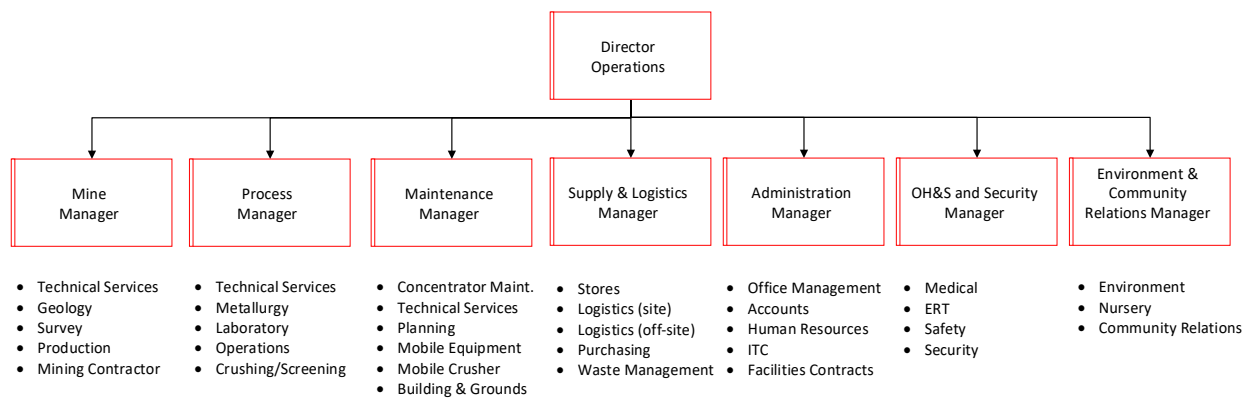 Director
Operations
Mine
Manager
Process
Manager
Maintenance
Manager
Supply & Logistics
Manager
Administration
Manager
OH&S and Security
Manager
Environment &
Community
Relations Manager
• Technical Services
• Geology
• Survey
• Production
• Mining Contractor
• Technical Services
• Metallurgy
• Laboratory
• Operations
• Crushing/Screening
• Concentrator Maint.
• Technical Services
• Planning
• Mobile Equipment
• Mobile Crusher
• Building & Grounds
• Stores
• Logistics (site)
• Logistics (off-site)
• Purchasing
• Waste Management
• Office Management
• Accounts
• Human Resources
• ITC
• Facilities Contracts
• Medical
• ERT
• Safety
• Security
• Environment
• Nursery
• Community Relations